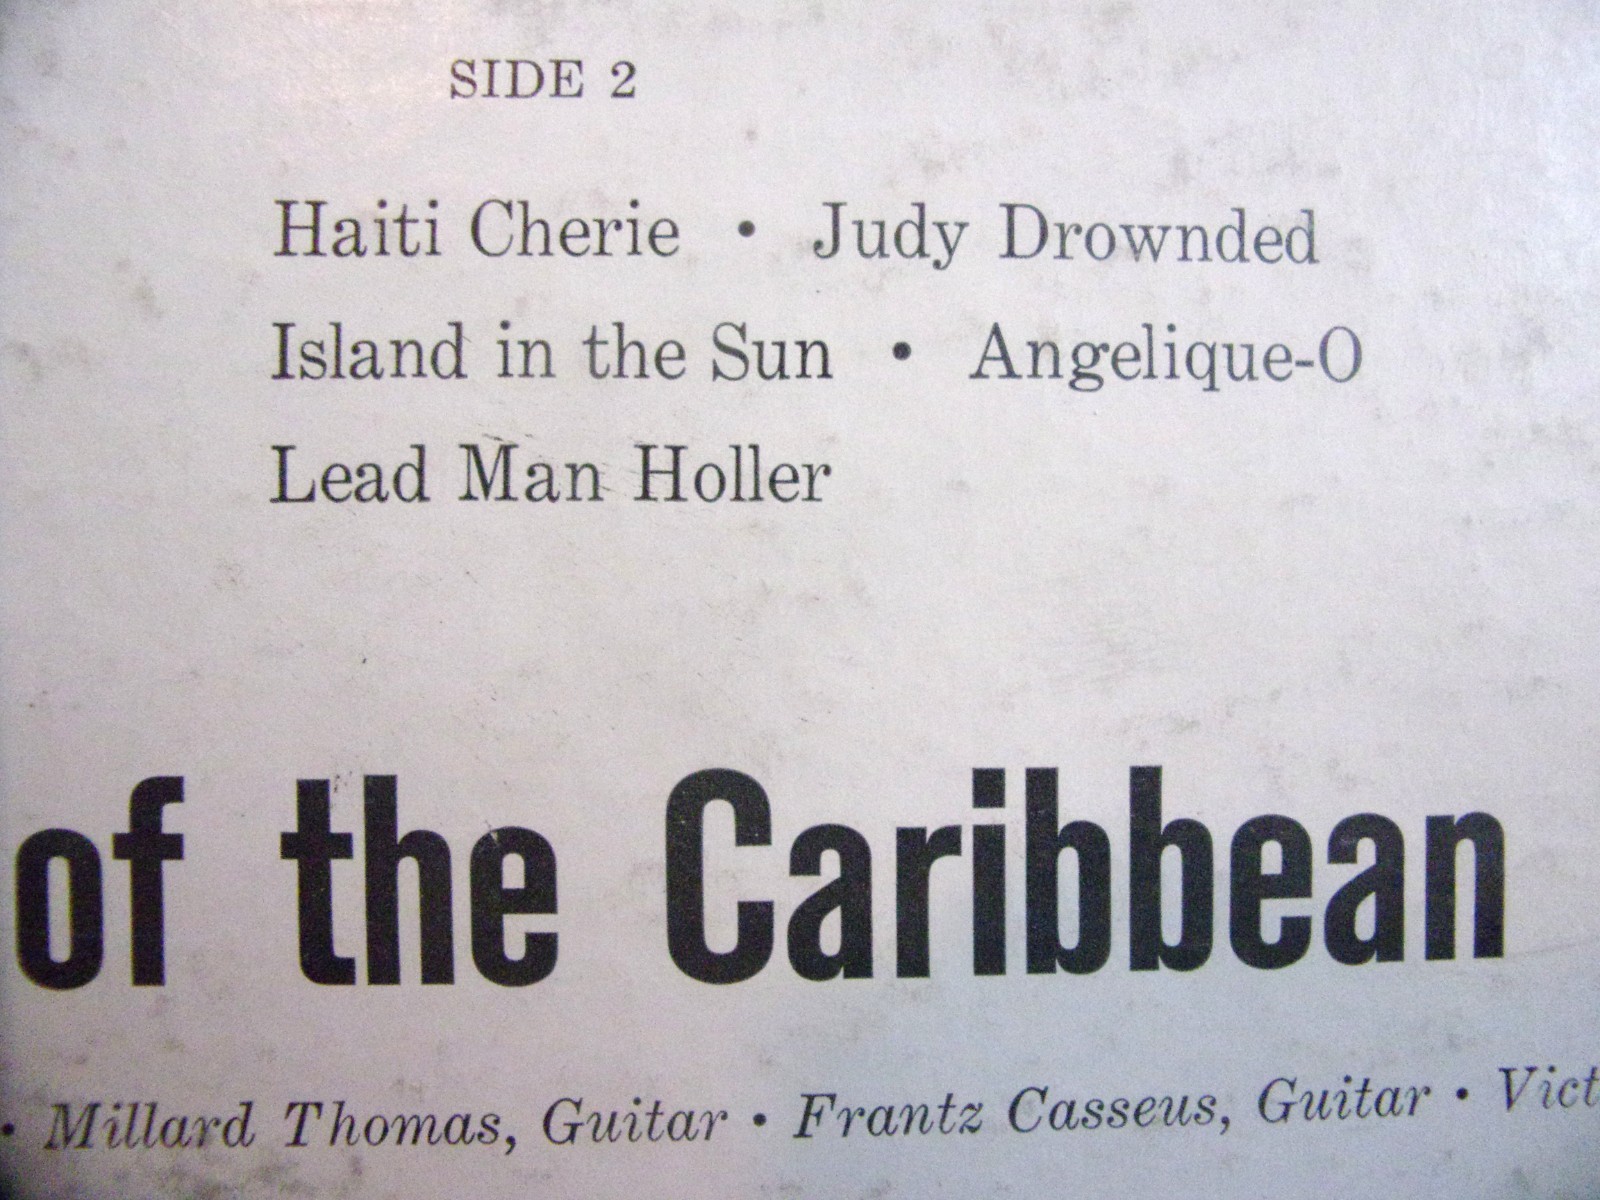 SIDE 2
Haiti Cherie • Judy Drownded
Island in the Sun • Angelique-O
Lead Man Holler
of the Caribbean
• Millard Thomas, Guitar • Frantz Casseus, Guitar • Vict